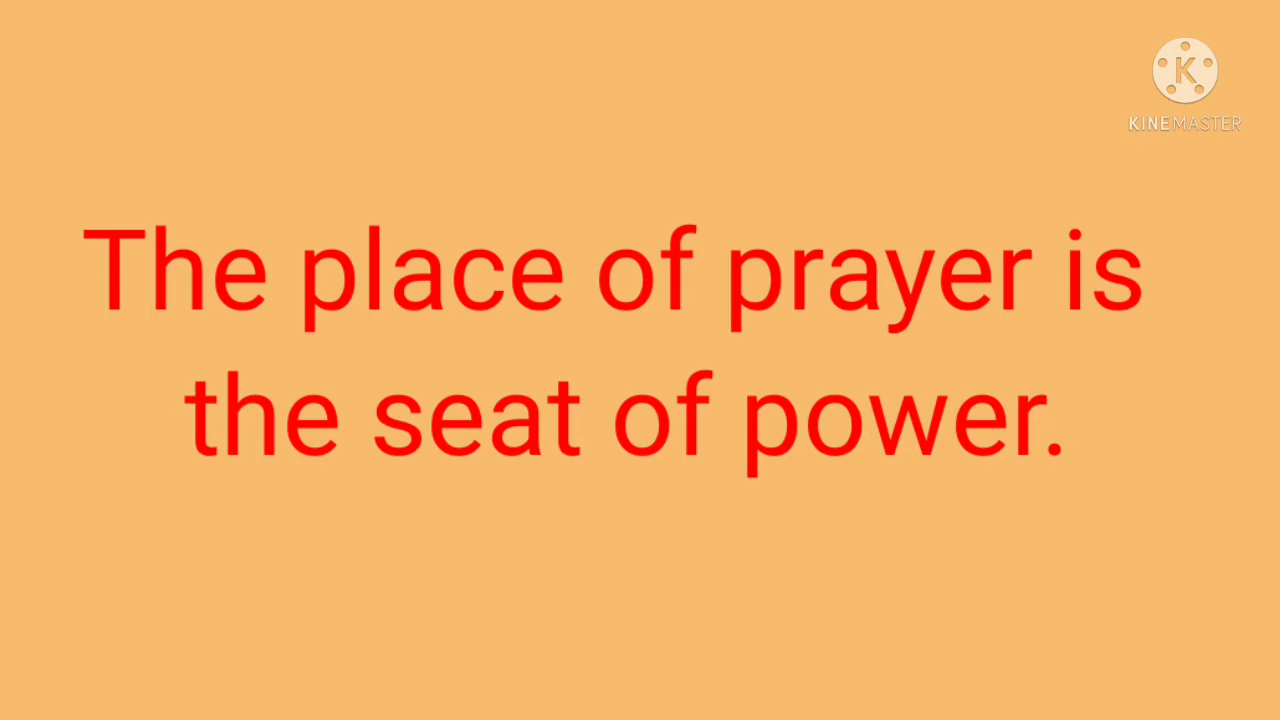 K
KINEMASTER
The place of prayer is
the seat of power.